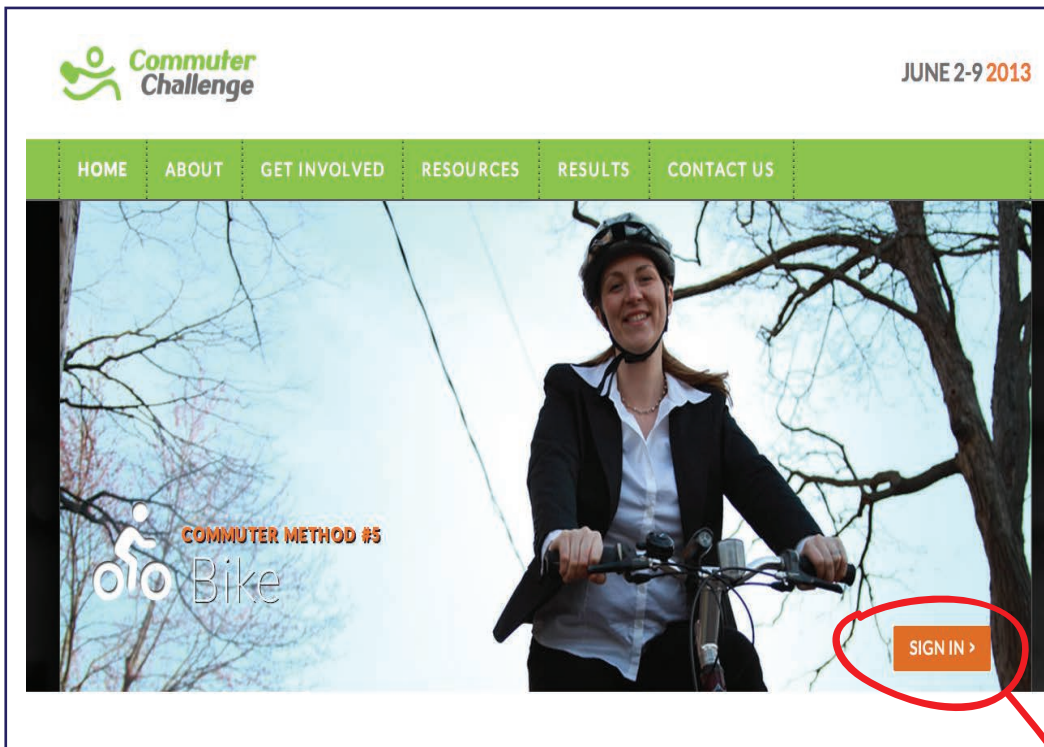 Commuter
Challenge
JUNE 2-9 2013
HOME ABOUT GET INVOLVED RESOURCES RESULTS CONTACT US
COMMUTER METHOD #5
Bike
SIGN IN >